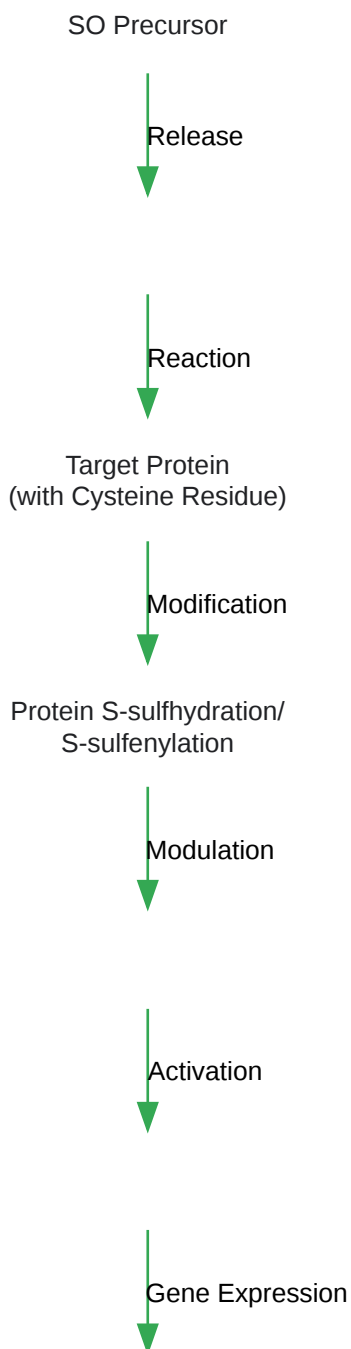 SO Precursor
Release
Reaction
Target Protein
(with Cysteine Residue)
Modification
Protein S-sulfhydration/
S-sulfenylation
Modulation
Activation
Gene Expression